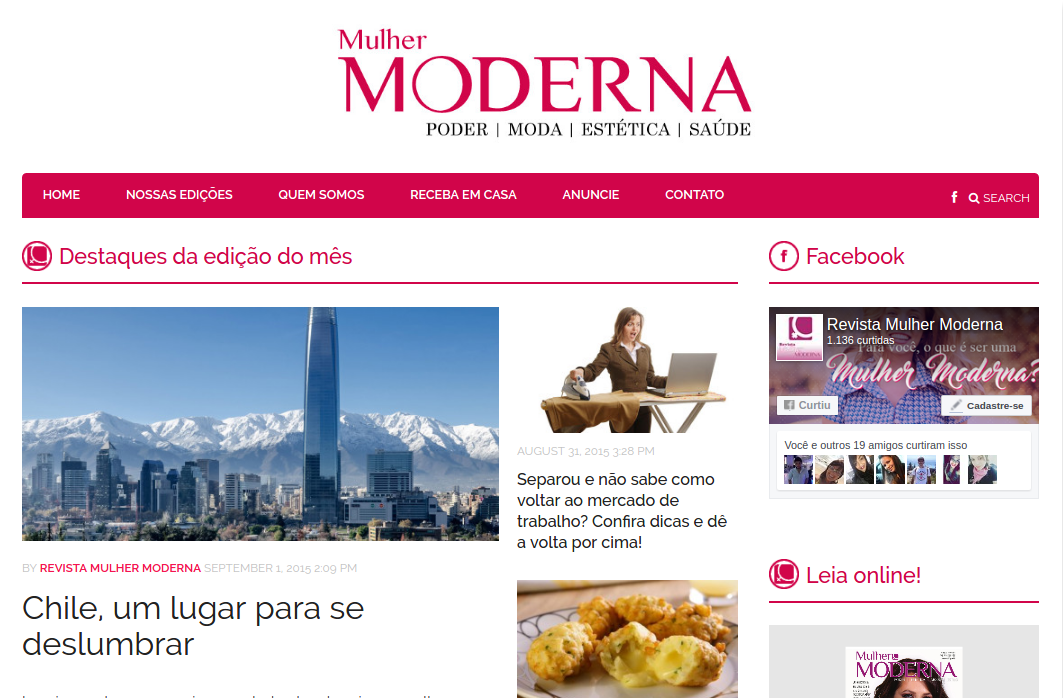 Mulher
MODERNA
PODER | MODA | ESTÉTICA | SAÚDE
HOME NOSSAS EDIÇÕES QUEM SOMOS RECEBA EM CASA ANUNCIE CONTATO
f SEARCH
Destaques da edição do mês
BY REVISTA MULHER MODERNA SEPTEMBER 1, 2015 2:09 PM
Chile, um lugar para se
deslumbrar
AUGUST 31, 2015 3:28 PM
Separou e não sabe como
voltar ao mercado de
trabalho? Confira dicas e dê
a volta por cima!
f Facebook
Revista Mulher Moderna
1.136 curtidas
Para você, o que é ser uma
Mulher Moderna?
Curtiu
Cadastre-se
Você e outros 19 amigos curtiram isso
Leia online!
Mulher
MODERNA